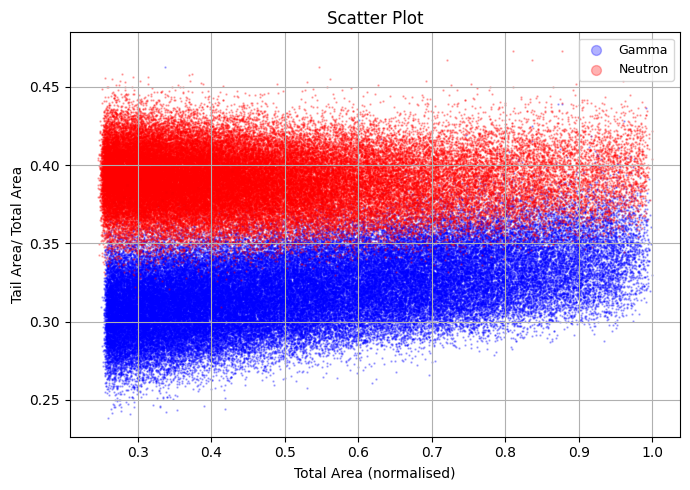 Scatter Plot
Gamma
Neutron
Tail Area/ Total Area
0.45
0.40
0.35
0.30
0.25
0.3 0.4 0.5 0.6 0.7 0.8 0.9 1.0
Total Area (normalised)